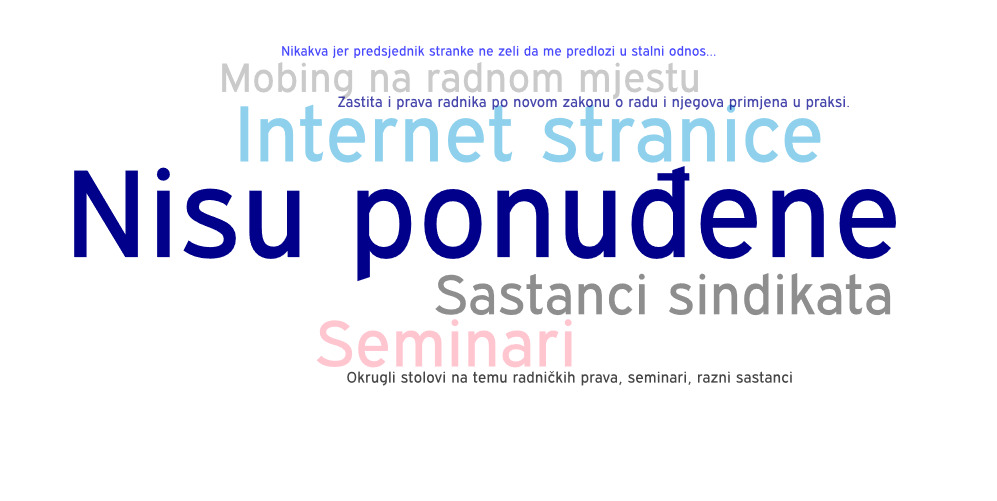 Nikakva jer predsjednik stranke ne zeli da me predlozi u stalni odnos...
Mobing na radnom mjestu
Zastita i prava radnika po novom zakonu o radu i njegova primjena u praksi.
Internet stranice
Nisu ponuđene
Sastanci sindikata
Seminari
Okrugli stolovi na temu radničkih prava, seminari, razni sastanci